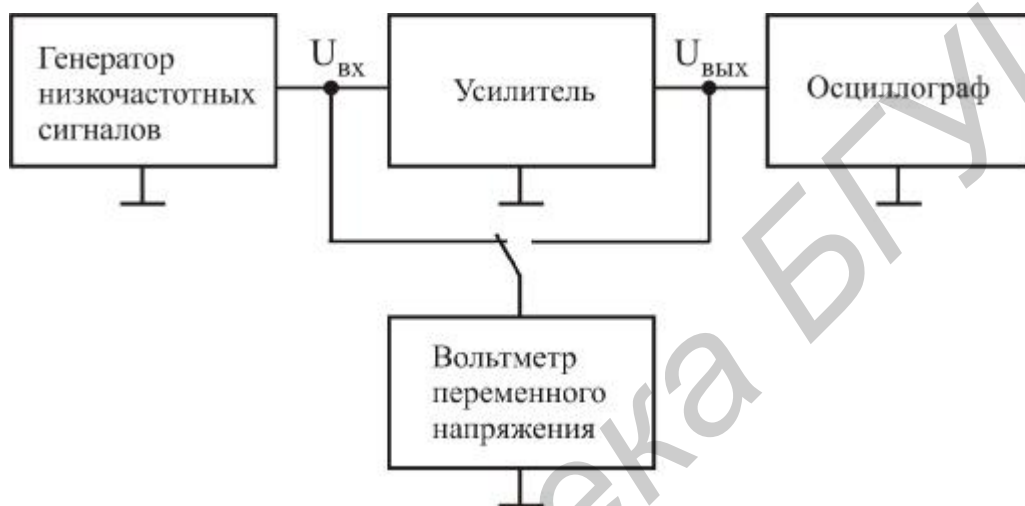 Генератор
низкочастотных
сигналов
Uвх
Усилитель
Uвых
Осциллограф
Вольтметр
переменного
напряжения